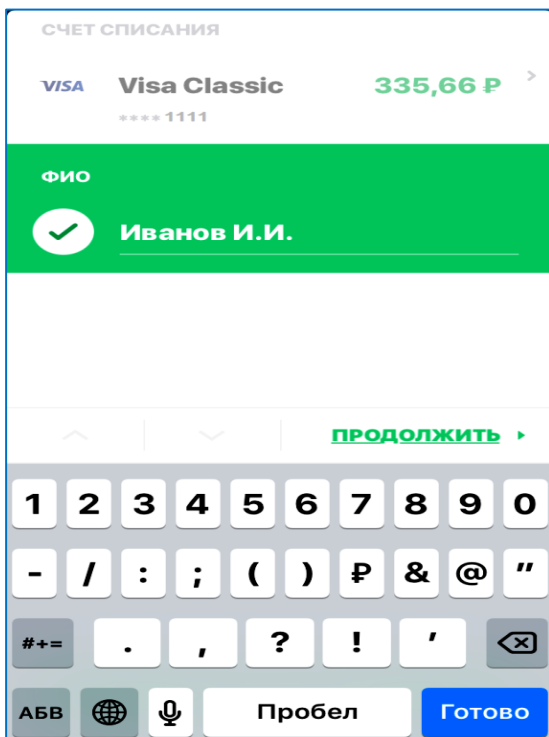 СЧЕТ СПИСАНИЯ
VISA Visa Classic 335,66 ₽
**** 1111
ФИО
Иванов И.И.
ПРОДОЛЖИТЬ
1 2 3 4 5 6 7 8 9 0
- / : ; ( ) ₽ & @ "
#+= . , ? ! '
АБВ Пробел Готово